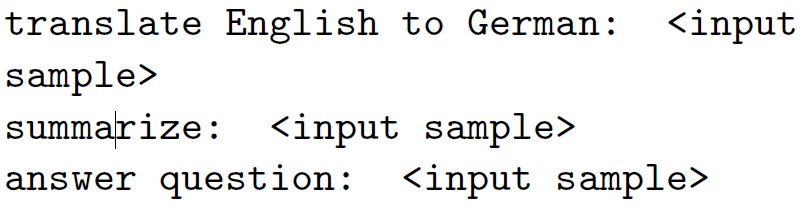 translate English to German: <input
sample>
summarize: <input sample>
answer question: <input sample>